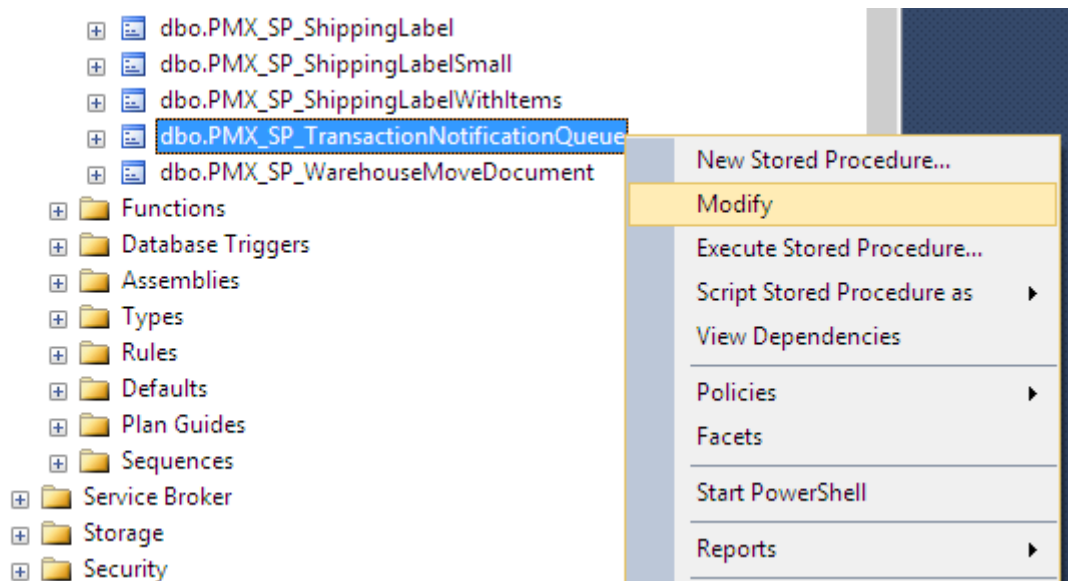 dbo.PMX_SP_ShippingLabel
dbo.PMX_SP_ShippingLabelSmall
dbo.PMX_SP_ShippingLabelWithItems
dbo.PMX_SP_TransactionNotificationQueue
dbo.PMX_SP_WarehouseMoveDocument
Functions
Database Triggers
Assemblies
Types
Rules
Defaults
Plan Guides
Sequences
Service Broker
Storage
Security
New Stored Procedure...
Modify
Execute Stored Procedure...
Script Stored Procedure as
View Dependencies
Policies
Facets
Start PowerShell
Reports